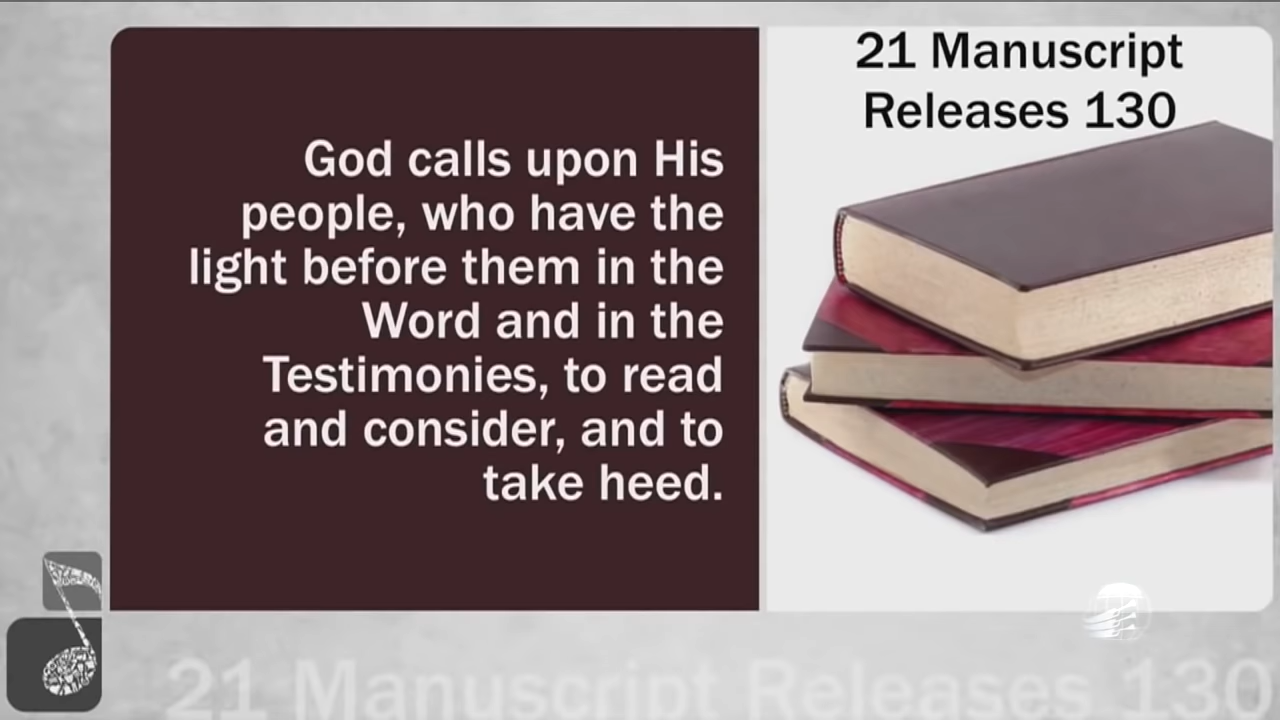 21 Manuscript
Releases 130
God calls upon His
people, who have the
light before them in the
Word and in the
Testimonies, to read
and consider, and to
take heed.
21 Manuscript Releases 130